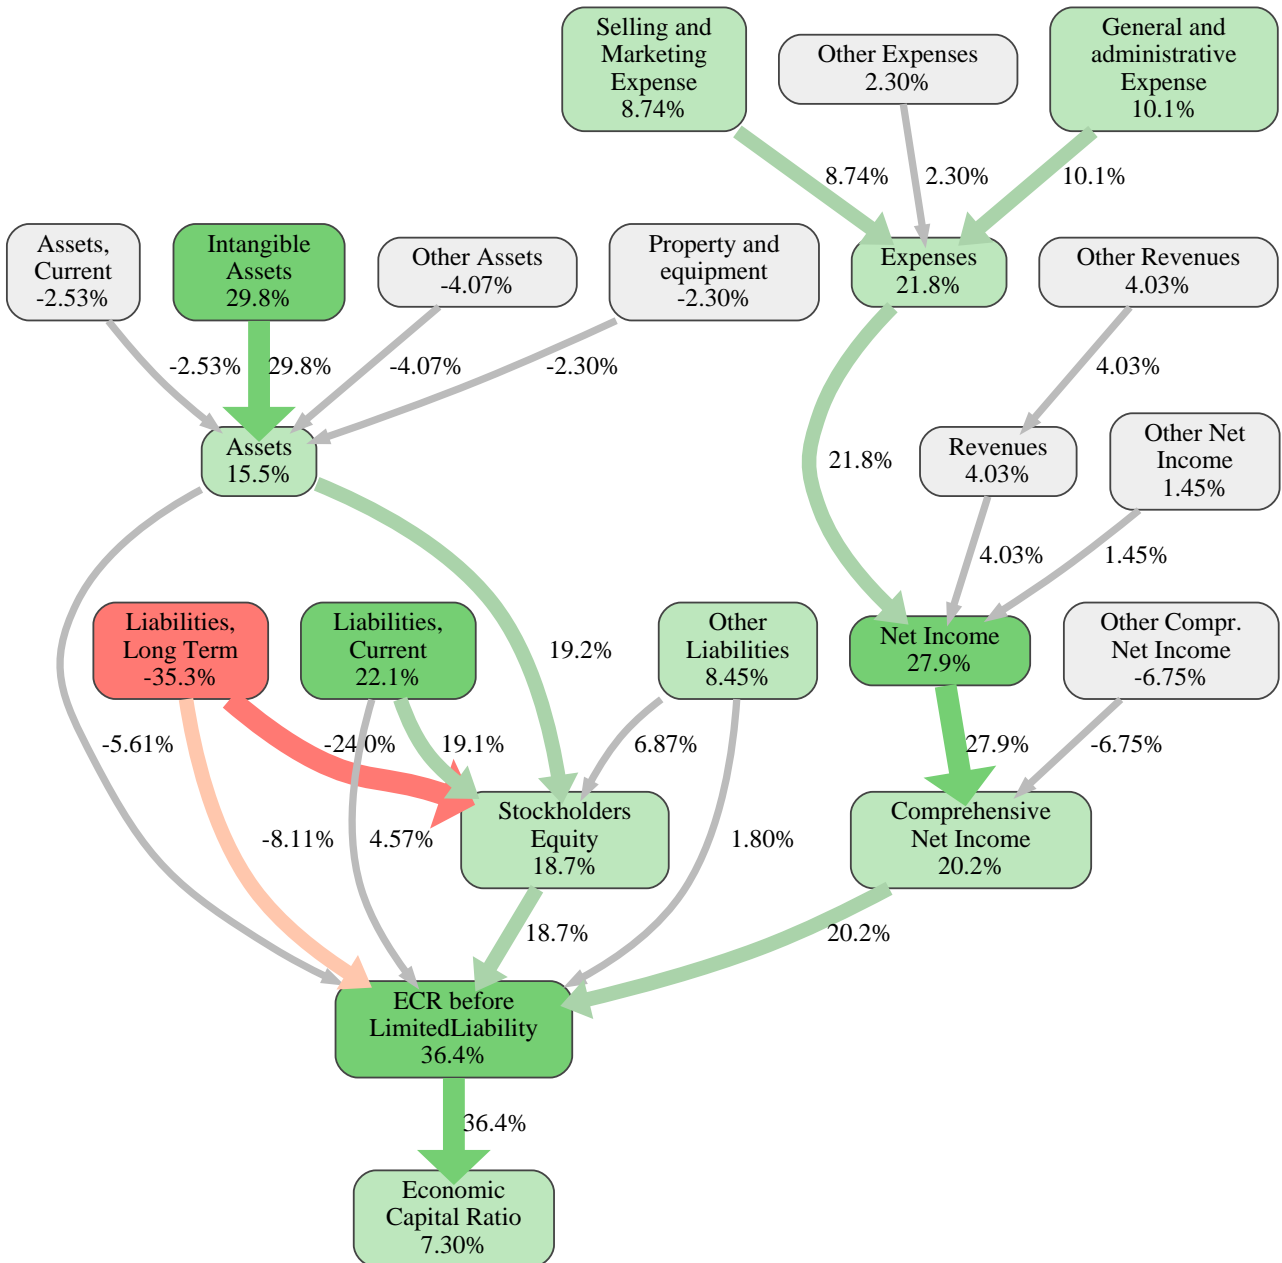 Selling and
Marketing
Expense
8.74%
Other Expenses
2.30%
General and
administrative
Expense
10.1%
8.74%
2.30%
10.1%
Assets,
Current
-2.53%
Intangible
Assets
29.8%
Other Assets
-4.07%
Property and
equipment
-2.30%
Expenses
21.8%
Other Revenues
4.03%
-2.53%
29.8%
-4.07%
-2.30%
4.03%
Assets
15.5%
21.8%
Revenues
4.03%
Other Net
Income
1.45%
4.03%
1.45%
Liabilities,
Long Term
-35.3%
Liabilities,
Current
22.1%
19.2%
Other
Liabilities
8.45%
Net Income
27.9%
Other Compr.
Net Income
-6.75%
-5.61%
-24.0%
19.1%
6.87%
27.9%
-6.75%
-8.11%
4.57%
Stockholders
Equity
18.7%
1.80%
Comprehensive
Net Income
20.2%
18.7%
20.2%
ECR before
LimitedLiability
36.4%
36.4%
Economic
Capital Ratio
7.30%